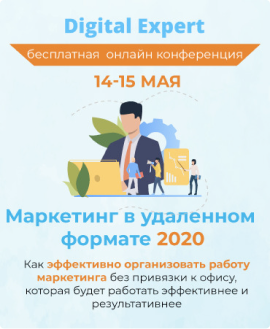 Digital Expert
бесплатная онлайн конференция
14-15 МАЯ
Маркетинг в удаленном
формате 2020
Как эффективно организовать работу
маркетинга без привязки к офису,
которая будет работать эффективнее и
результативнее